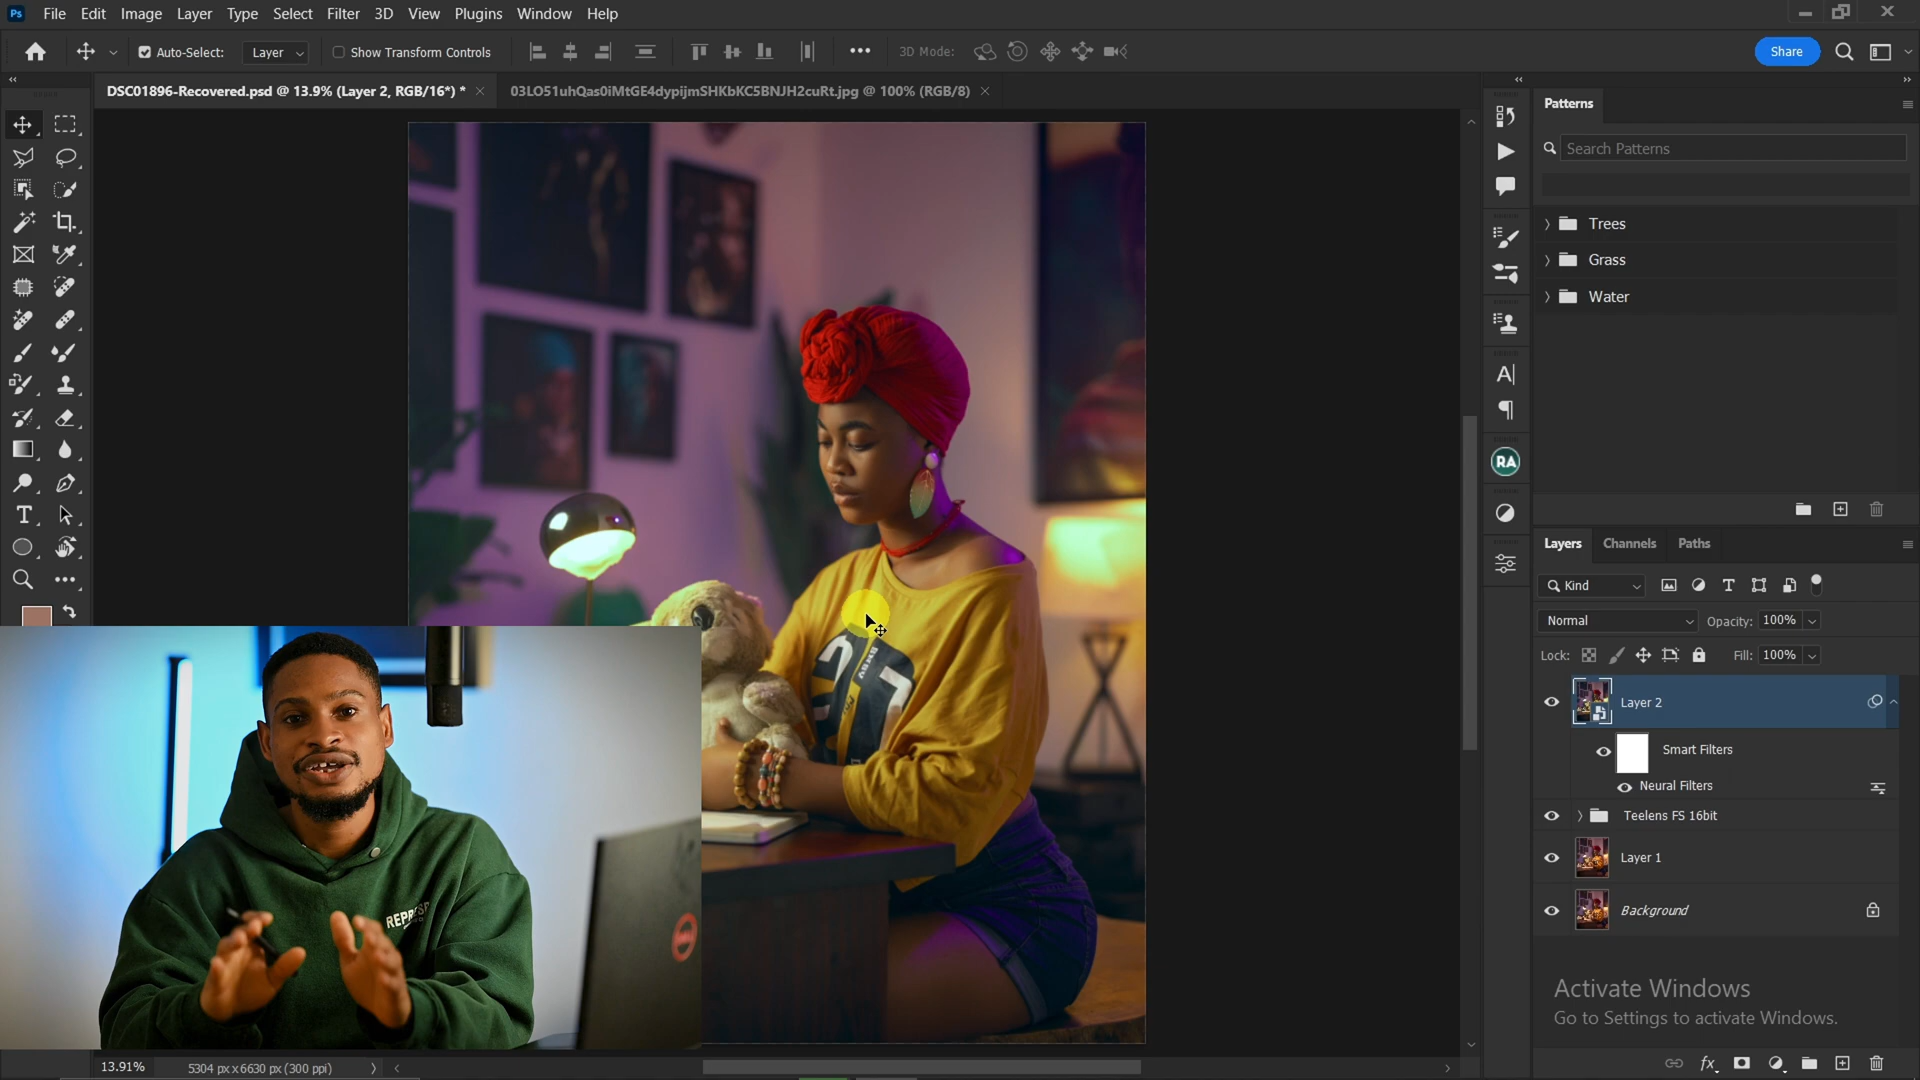 Ps File Edit Image Layer Type Select Filter 3D View Plugins Window Help
Auto-Select: Layer Show Transform Controls 3D Mode: Share
DSC01896-Recovered.psd @ 13.9% (Layer 2, RGB/16*) *
03LO51uhQas0iMtGE4dypijmSHKbKC5BNJH2cuRt.jpg @ 100% (RGB/8)
Patterns
Search Patterns
Trees
Grass
Water
RA
Layers Channels Paths
Kind
Normal Opacity: 100%
Lock: Fill: 100%
Layer 2
Smart Filters
Neural Filters
Teelens FS 16bit
Layer 1
Background
Activate Windows
Go to Settings to activate Windows.
13.91% 5304 px x 6630 px (300 ppi)